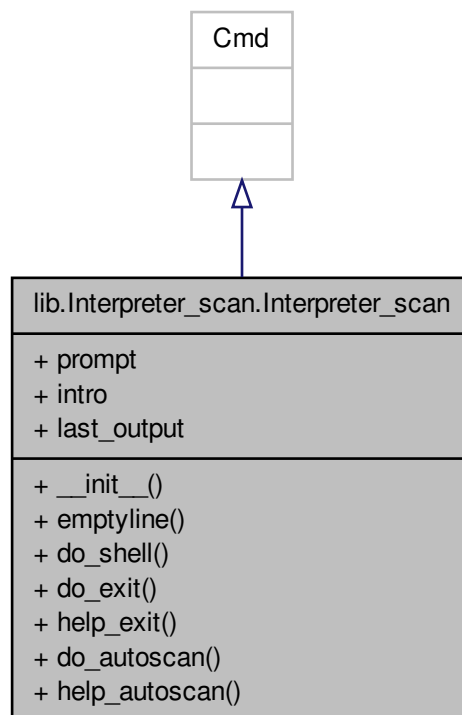 Cmd
lib.Interpreter_scan.Interpreter_scan
+ prompt
+ intro
+ last_output
+ __init__()
+ emptyline()
+ do_shell()
+ do_exit()
+ help_exit()
+ do_autoscan()
+ help_autoscan()